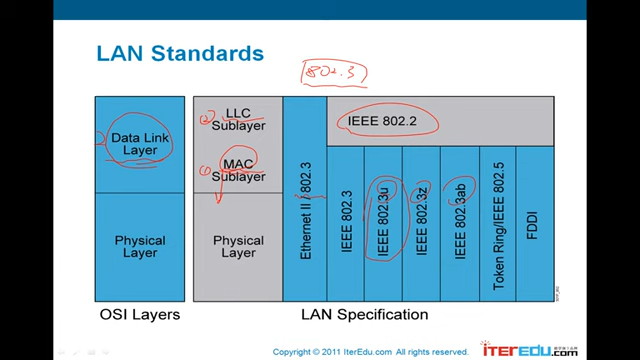 LAN Standards
802.3
(2)
LLC
Sublayer
(1)
MAC
Sublayer
Data Link
Layer
Physical
Layer
Physical
Layer
Ethernet II / 802.3
IEEE 802.2
IEEE 802.3
IEEE 802.3u
IEEE 802.3z
IEEE 802.3ab
Token Ring/IEEE 802.5
FDDI
OSI Layers
LAN Specification
Copyright © 2011 IterEdu.com All rights reserved.
iTEREDU.com